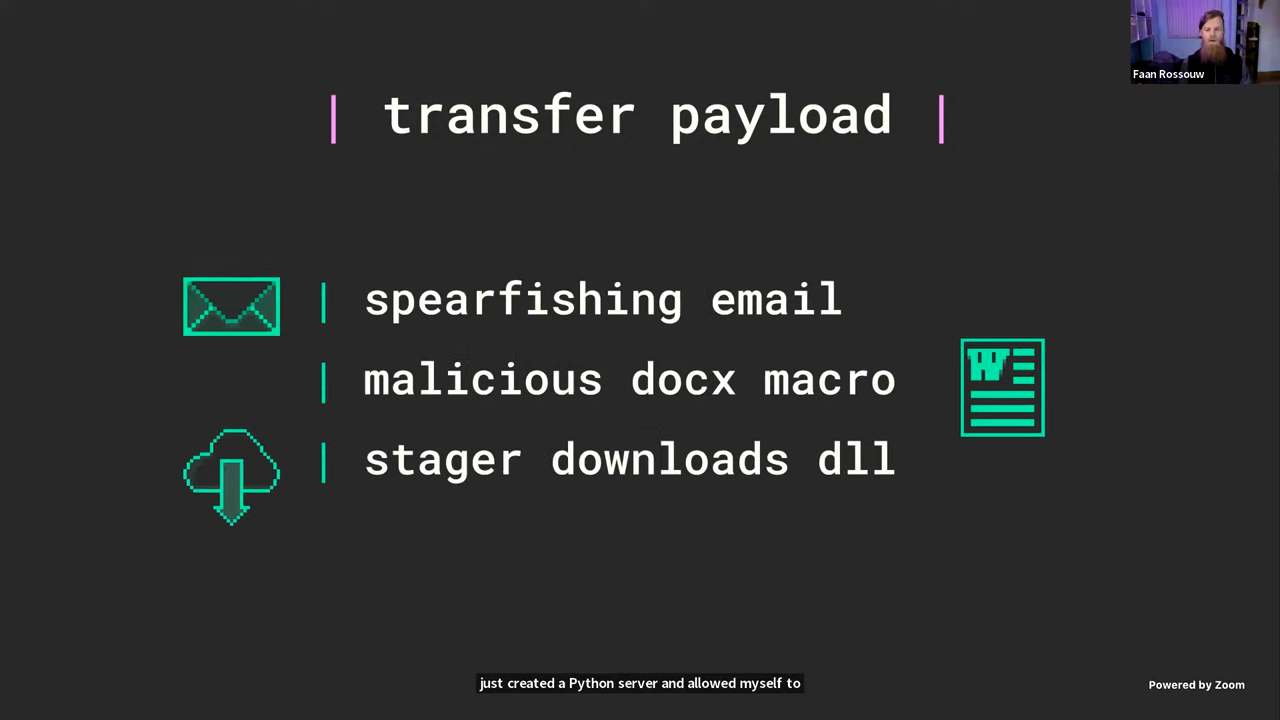 Faan Rossouw
| transfer payload |
| spearfishing email
| malicious docx macro
W
| stager downloads dll
just created a Python server and allowed myself to
Powered by Zoom